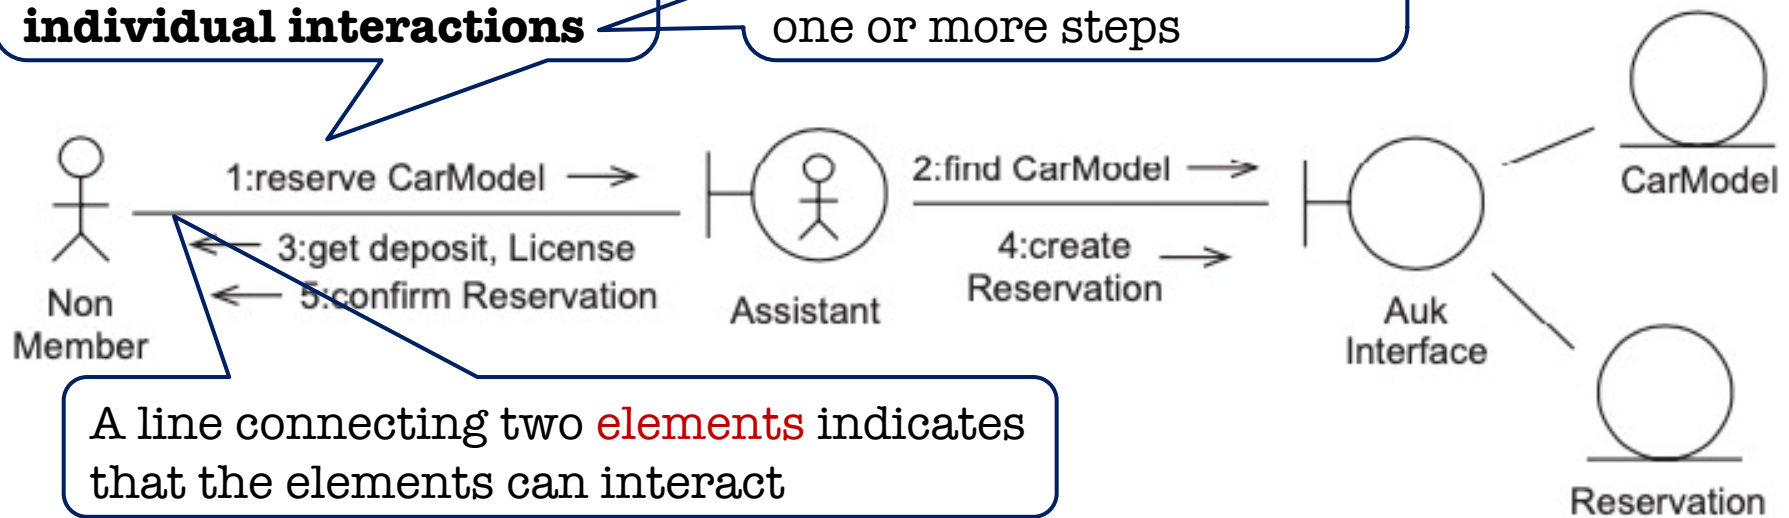 individual interactions
one or more steps
1:reserve CarModel
2:find CarModel
CarModel
3:get deposit, License
4:create
Reservation
5:confirm Reservation
Non
Member
Assistant
Auk
Interface
A line connecting two elements indicates
that the elements can interact
Reservation